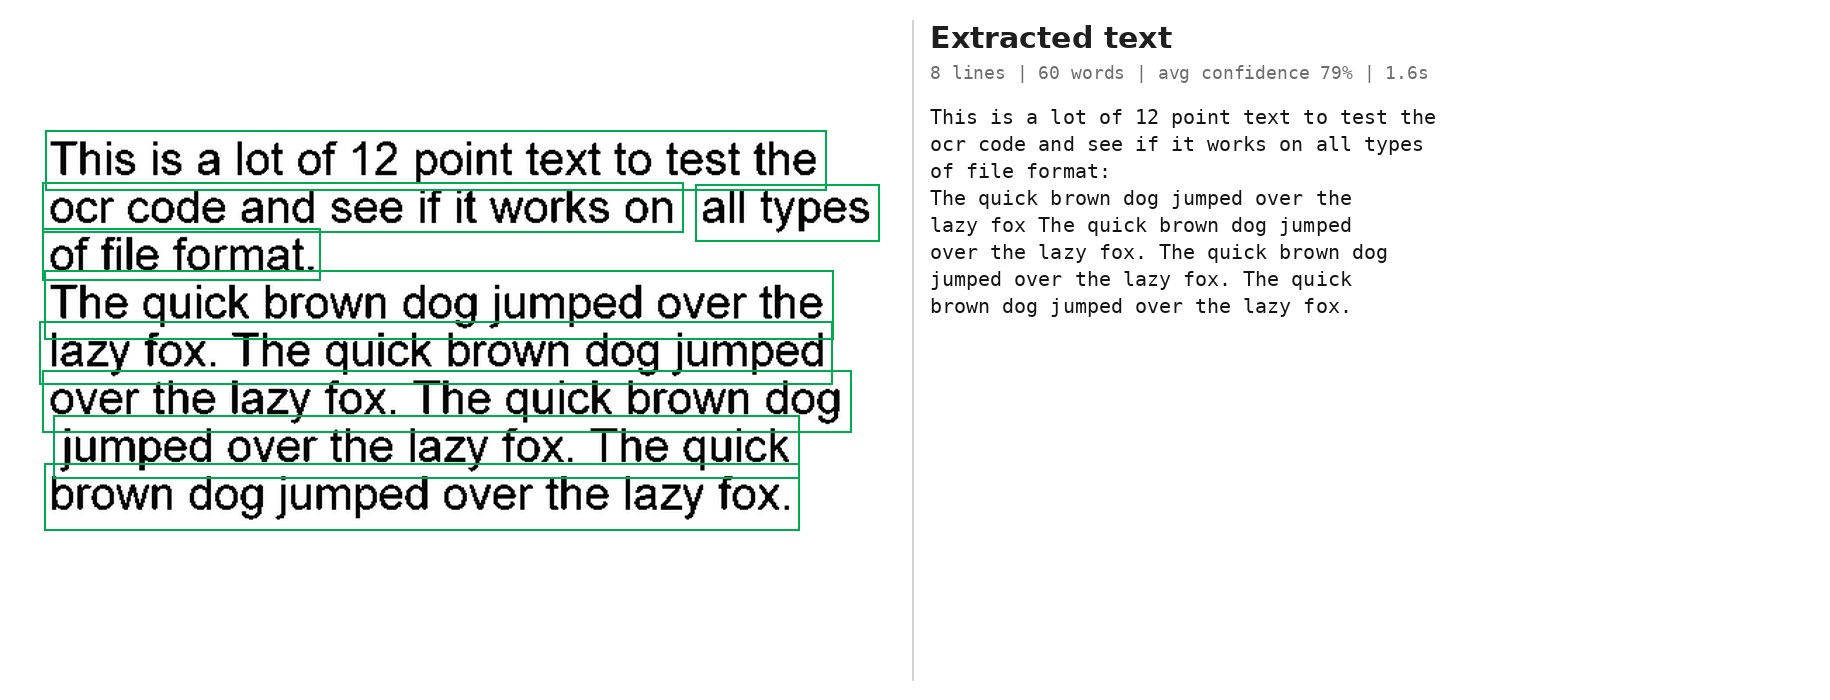 This is a lot of 12 point text to test the
ocr code and see if it works on all types
of file format.
The quick brown dog jumped over the
lazy fox. The quick brown dog jumped
over the lazy fox. The quick brown dog
jumped over the lazy fox. The quick
brown dog jumped over the lazy fox.
Extracted text
8 lines | 60 words | avg confidence 79% | 1.6s
This is a lot of 12 point text to test the
ocr code and see if it works on all types
of file format:
The quick brown dog jumped over the
lazy fox The quick brown dog jumped
over the lazy fox. The quick brown dog
jumped over the lazy fox. The quick
brown dog jumped over the lazy fox.